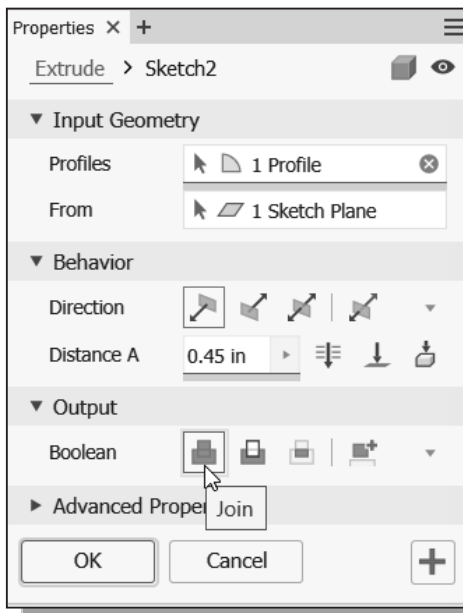 Properties × +
Extrude > Sketch2
Input Geometry
Profiles 1 Profile
From 1 Sketch Plane
Behavior
Direction
Distance A 0.45 in
Output
Boolean
Advanced Prope
Join
OK Cancel